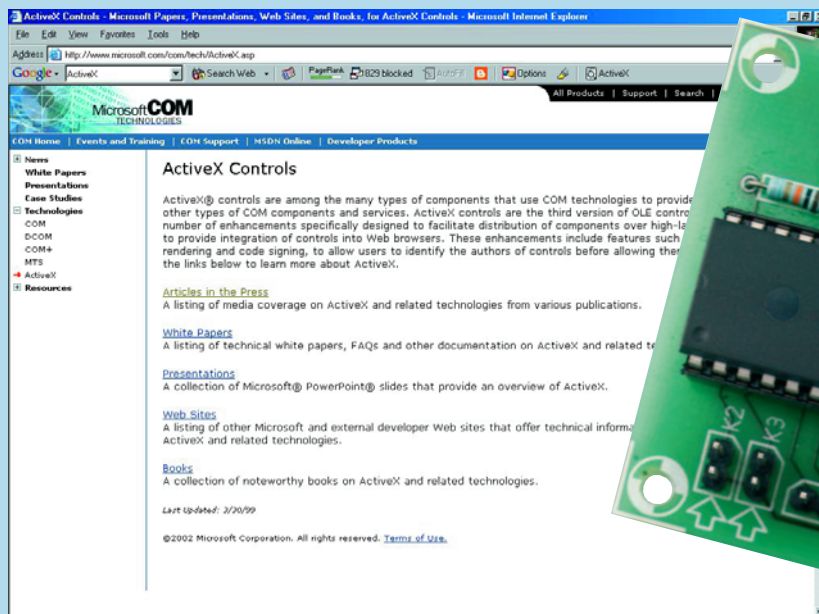 ActiveX Controls - Microsoft Papers, Presentations, Web Sites, and Books, for ActiveX Controls - Microsoft Internet Explorer
File Edit View Favorites Tools Help
Address http://www.microsoft.com/com/tech/ActiveX.asp
Google ActiveX Search Web PageRank 829 blocked AutoFill Options ActiveX
All Products | Support | Search |
Microsoft COM
TECHNOLOGIES
COM Home | Events and Training | COM Support | MSDN Online | Developer Products
News
White Papers
Presentations
Case Studies
Technologies
COM
DCOM
COM+
MTS
ActiveX
Resources
ActiveX Controls
ActiveX® controls are among the many types of components that use COM technologies to provide
other types of COM components and services. ActiveX controls are the third version of OLE contro
number of enhancements specifically designed to facilitate distribution of components over high-la
to provide integration of controls into Web browsers. These enhancements include features such
rendering and code signing, to allow users to identify the authors of controls before allowing the
the links below to learn more about ActiveX.
Articles in the Press
A listing of media coverage on ActiveX and related technologies from various publications.
White Papers
A listing of technical white papers, FAQs and other documentation on ActiveX and related te
Presentations
A collection of Microsoft® PowerPoint® slides that provide an overview of ActiveX.
Web Sites
A listing of other Microsoft and external developer Web sites that offer technical informa
ActiveX and related technologies.
Books
A collection of noteworthy books on ActiveX and related technologies.
Last Updated: 3/30/99
©2002 Microsoft Corporation. All rights reserved. Terms of Use.
K2
K3